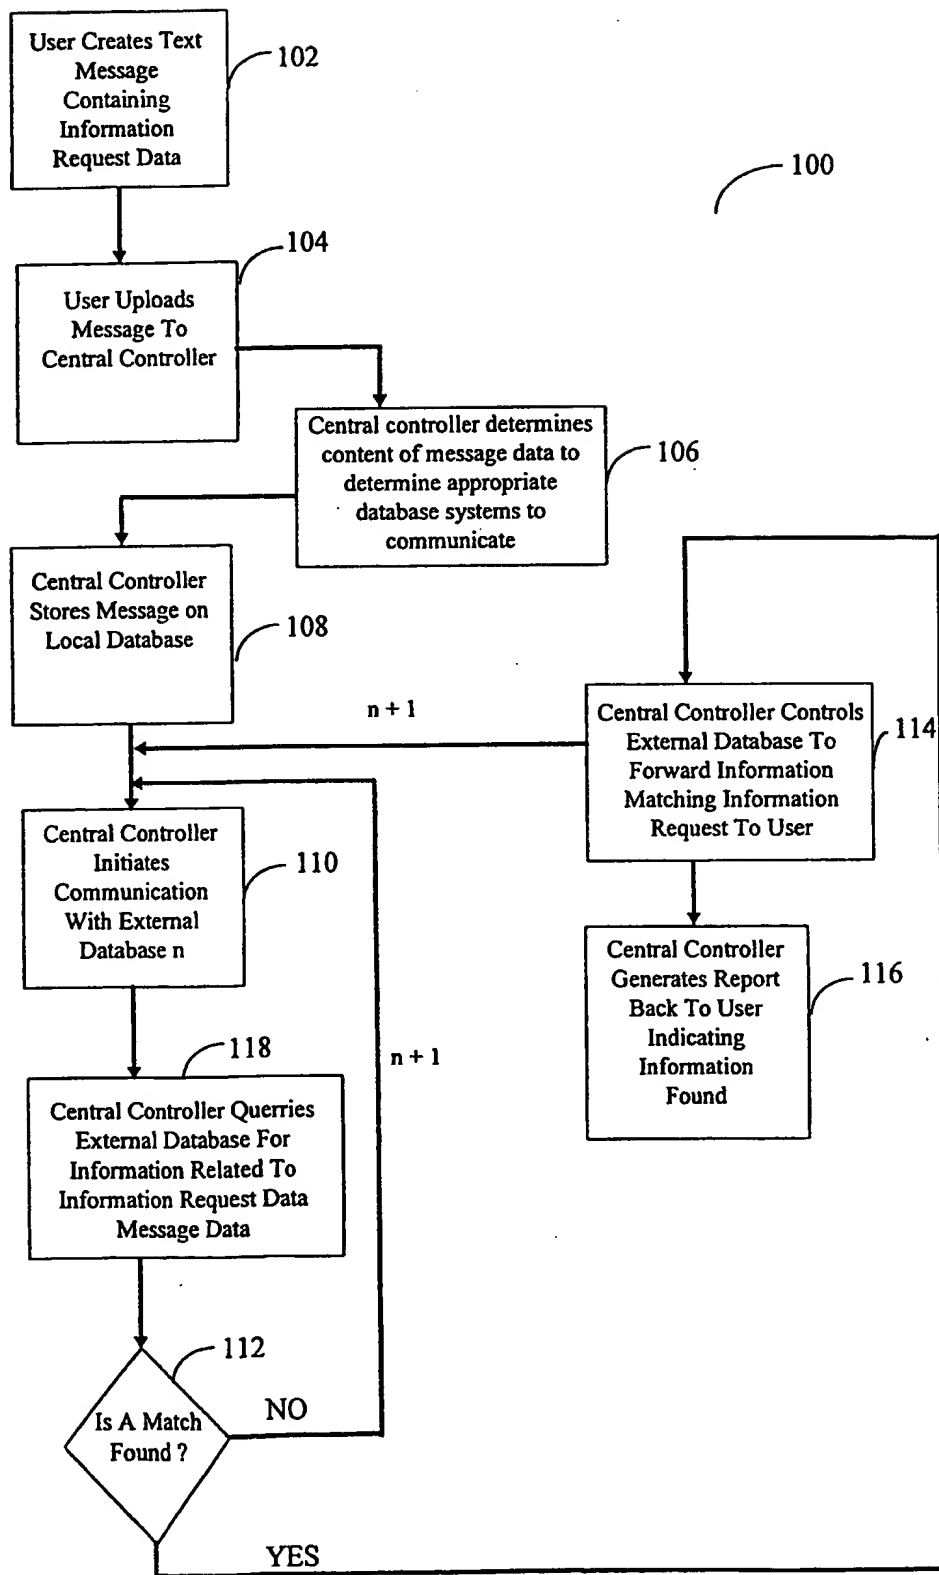 User Creates Text
Message
Containing
Information
Request Data
102
100
104
User Uploads
Message To
Central Controller
Central controller determines
content of message data to
determine appropriate
database systems to
communicate
106
Central Controller
Stores Message on
Local Database
108
n + 1
Central Controller Controls
External Database To
Forward Information
Matching Information
Request To User
114
Central Controller
Initiates
Communication
With External
Database n
110
Central Controller
Generates Report
Back To User
Indicating
Information
Found
116
n + 1
118
Central Controller Querries
External Database For
Information Related To
Information Request Data
Message Data
112
Is A Match
Found ?
NO
YES